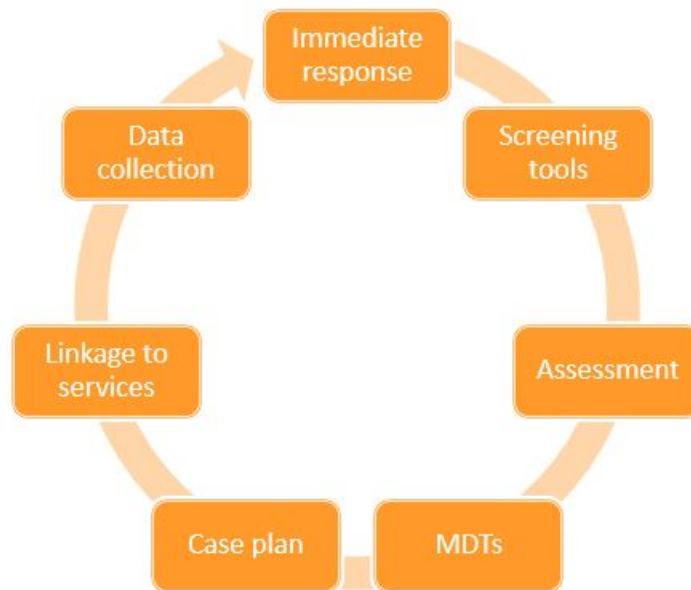 Immediate
response
Screening
tools
Assessment
MDTs
Case plan
Linkage to
services
Data
collection